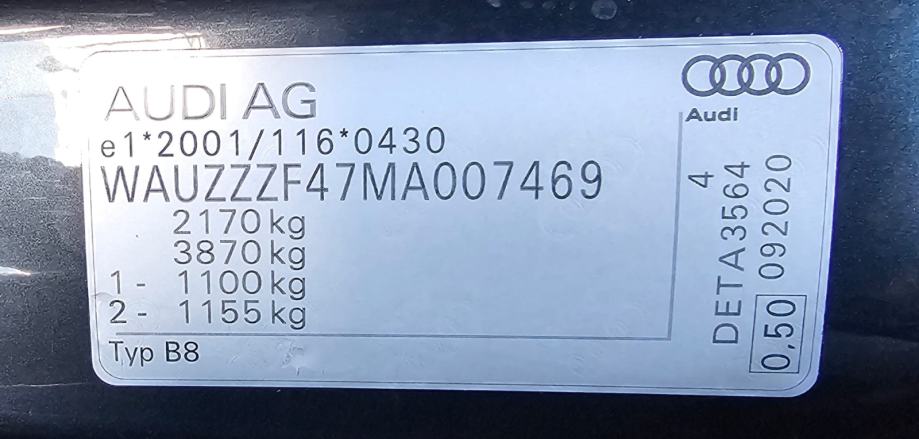 AUDI AG
e1*2001/116*0430
WAUZZZF47MA007469
2170 kg
3870 kg
1 - 1100 kg
2 - 1155 kg
Typ B8
Audi
4
DETA3564
092020
0,50